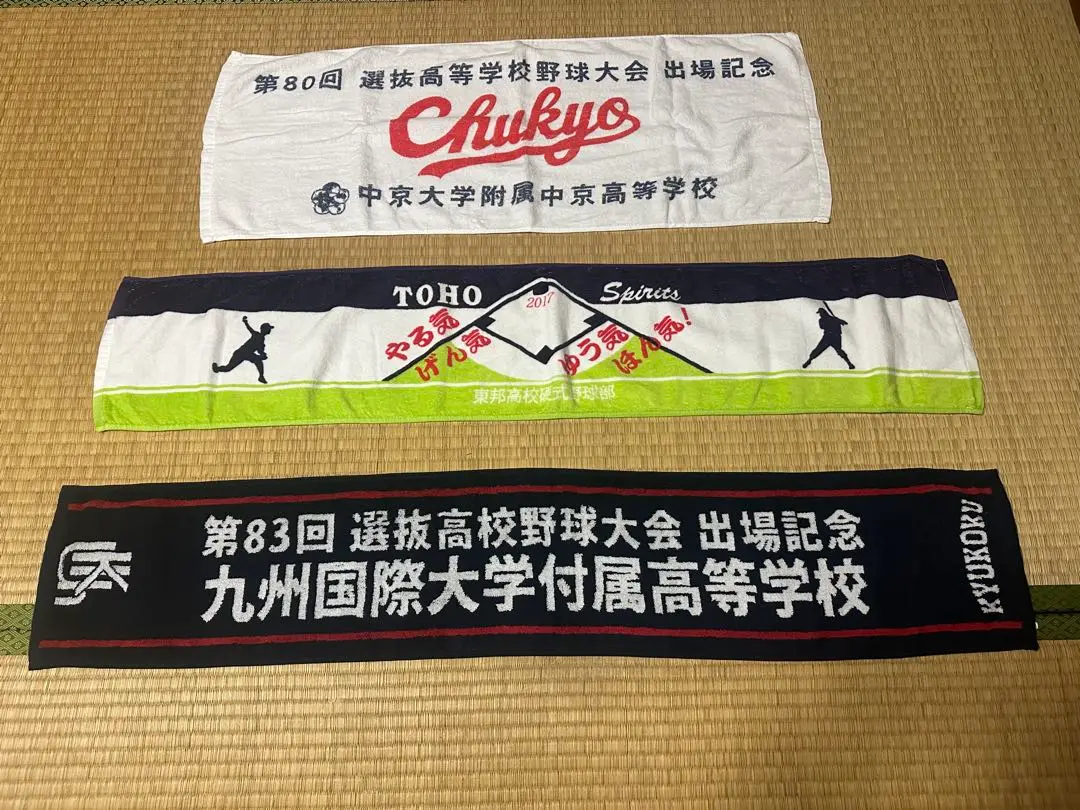 第80回 選抜高等学校野球大会 出場記念
Chukyo
中京大学附属中京高等学校
TOHO 2017 Spirits
やる気 ゆう気
げん気 ほん気!
東邦高校硬式野球部
第83回 選抜高校野球大会 出場記念
九州国際大学付属高等学校
KYUKOKU